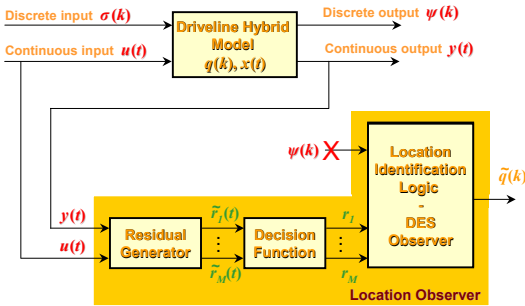 Discrete input σ(k)
Continuous input u(t)
Driveline Hybrid
Model
q(k), x(t)
Discrete output ψ(k)
Continuous output y(t)
ψ(k)
Location
Identification
Logic
-
DES
Observer
q̃(k)
y(t)
u(t)
Residual
Generator
r̃₁(t)
⋮
r̃M(t)
Decision
Function
r₁
⋮
rM
Location Observer